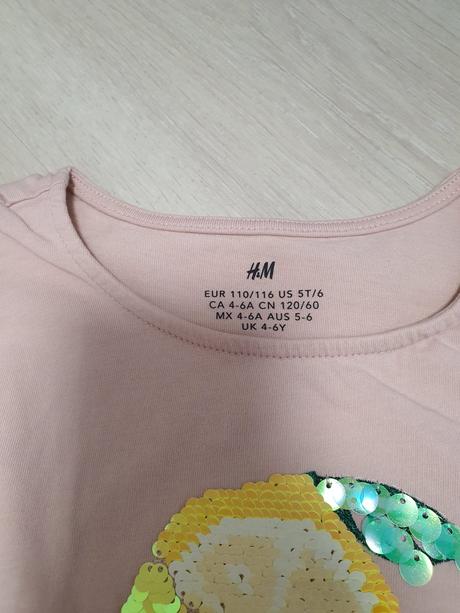 H&M
EUR 110/116 US 5T/6
CA 4-6A CN 120/60
MX 4-6A AUS 5-6
UK 4-6Y